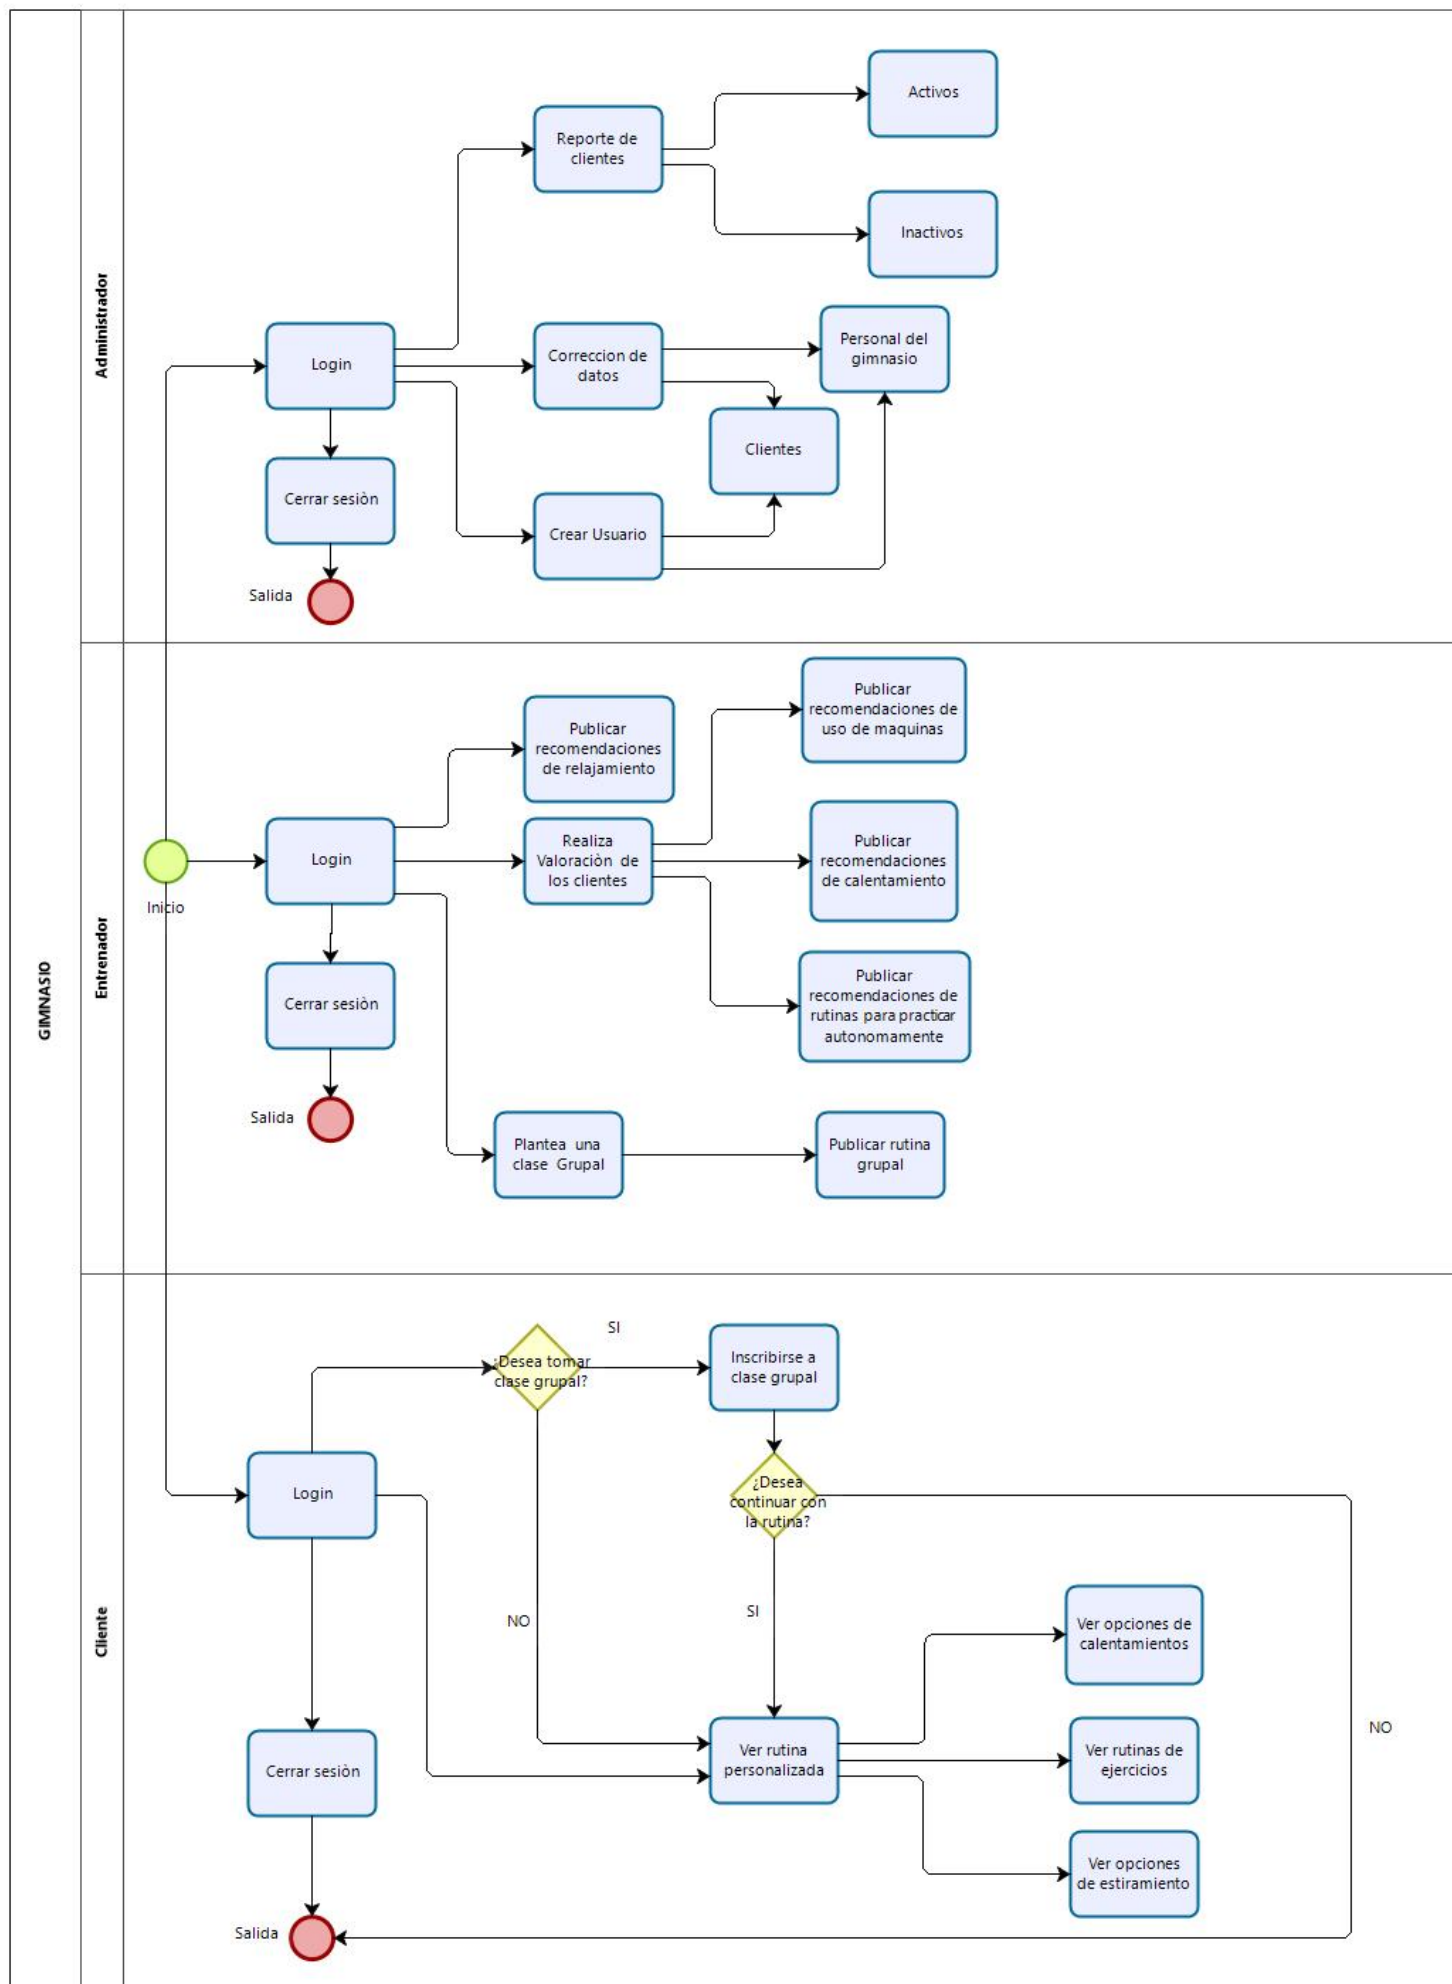 GIMNASIO
Administrador
Activos
Reporte de
clientes
Inactivos
Login
Correccion de
datos
Personal del
gimnasio
Clientes
Cerrar sesiòn
Crear Usuario
Salida
Entrenador
Publicar
recomendaciones de
uso de maquinas
Publicar
recomendaciones
de relajamiento
Inicio
Login
Realiza
Valoraciòn de
los clientes
Publicar
recomendaciones
de calentamiento
Cerrar sesiòn
Publicar
recomendaciones de
rutinas para practicar
autonomamente
Salida
Plantea una
clase Grupal
Publicar rutina
grupal
Cliente
¿Desea tomar
clase grupal?
SI
Inscribirse a
clase grupal
Login
¿Desea
continuar con
la rutina?
NO
SI
Ver opciones de
calentamientos
NO
Cerrar sesiòn
Ver rutina
personalizada
Ver rutinas de
ejercicios
Ver opciones
de estiramiento
Salida